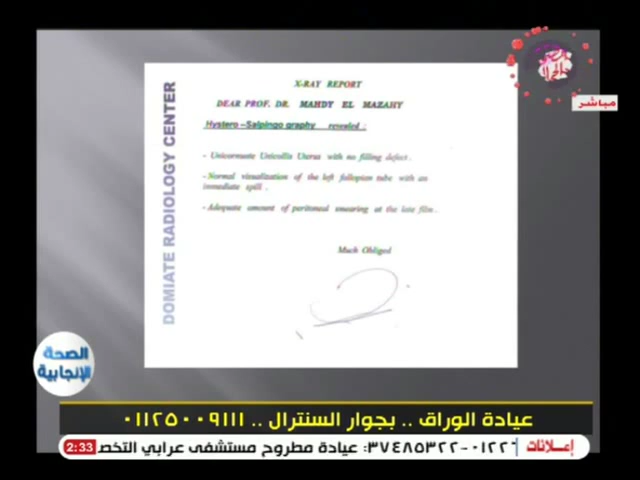 مباشر
DOMIATE RADIOLOGY CENTER
X-RAY REPORT
DEAR PROF. DR. MAHDY EL MAZAHY
Hystero –Salpingo graphy revealed :
- Unicornuate Unicollis Uterus with no filling defect.
- Normal visualization of the left fallopian tube with an
immediate spill .
- Adequate amount of peritoneal smearing at the late film .
Much Obliged
الصحة
الإنجابية
عيادة الوراق .. بجوار السنترال .. ٠١١٢٥٠٠٩١١١
إعلانات
٠١٢٢-٣٧٤٨٥٣٢٢: عيادة مطروح مستشفى عرابي التخص
2:33